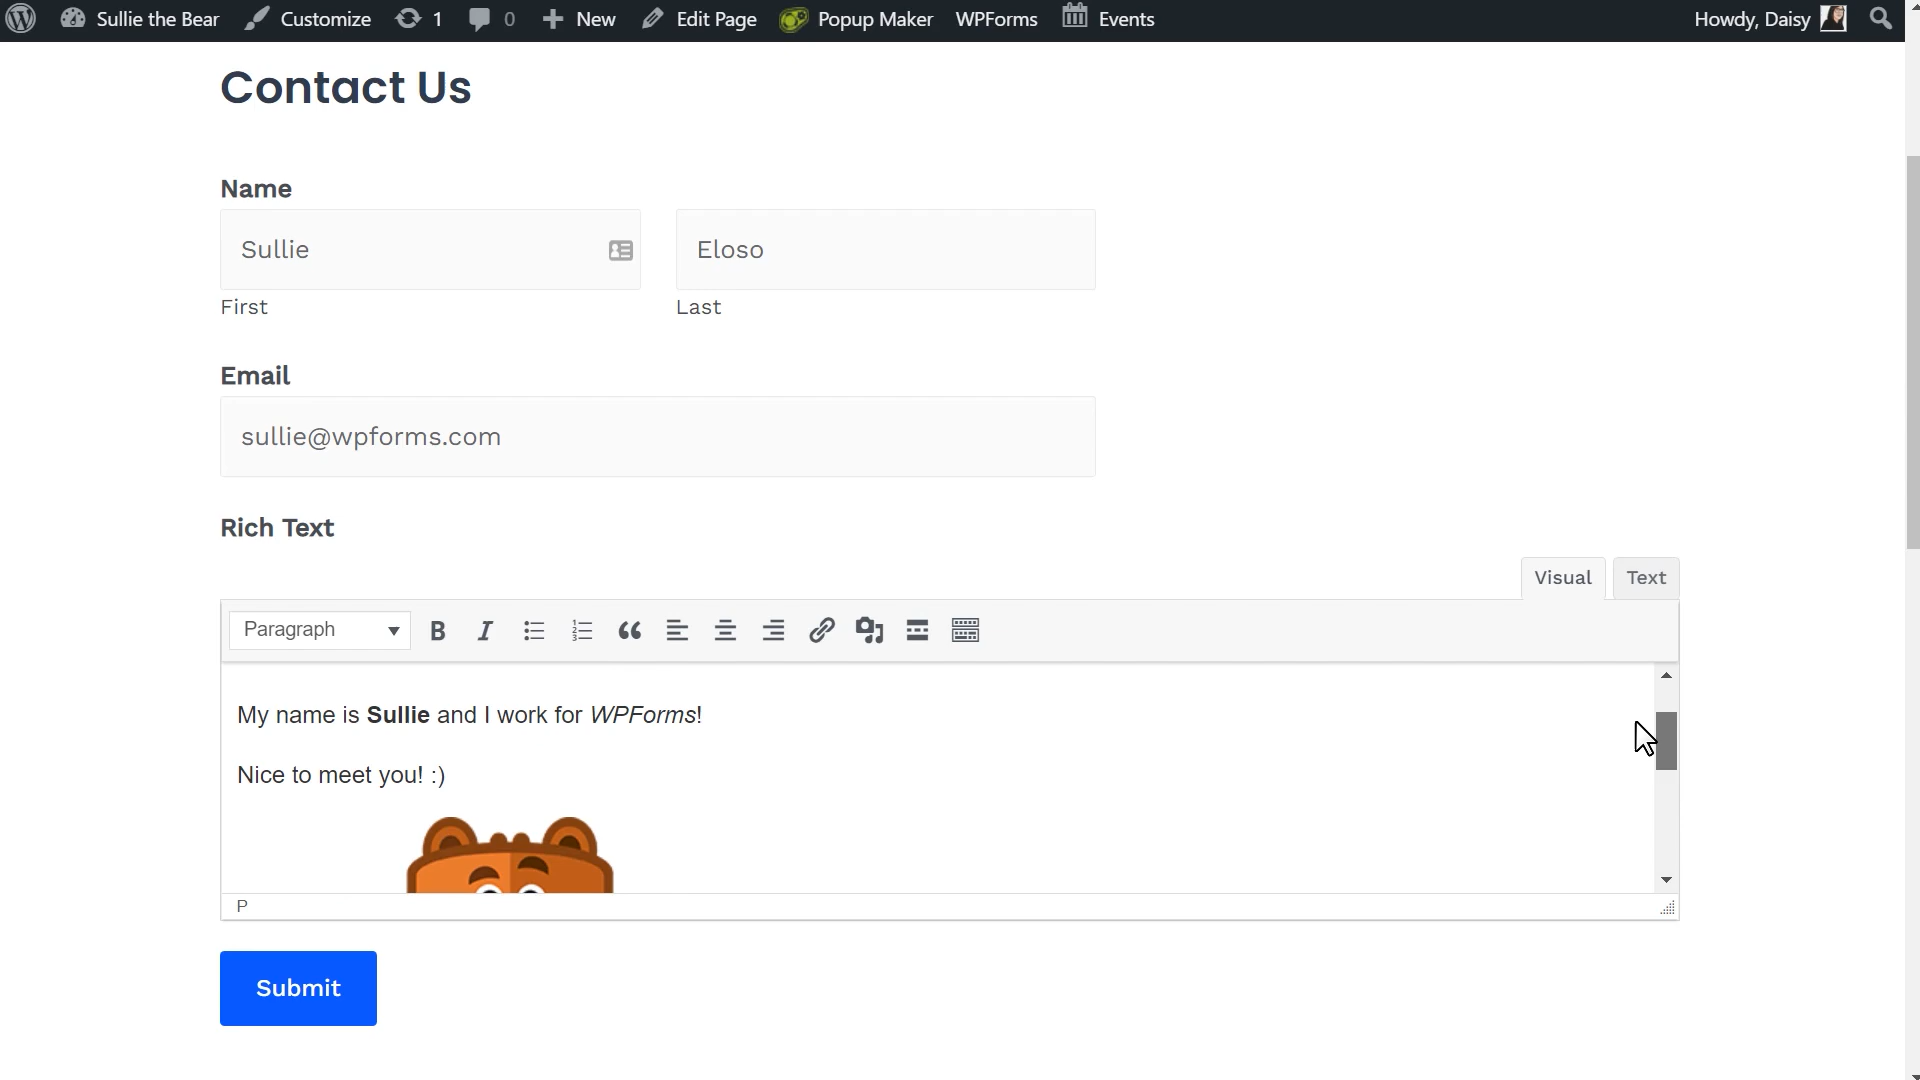 Sullie the Bear Customize 1 0 New Edit Page Popup Maker WPForms Events Howdy, Daisy
Contact Us
Name
Sullie Eloso
First Last
Email
sullie@wpforms.com
Rich Text
Visual Text
Paragraph
My name is Sullie and I work for WPForms!
Nice to meet you! :)
P
Submit